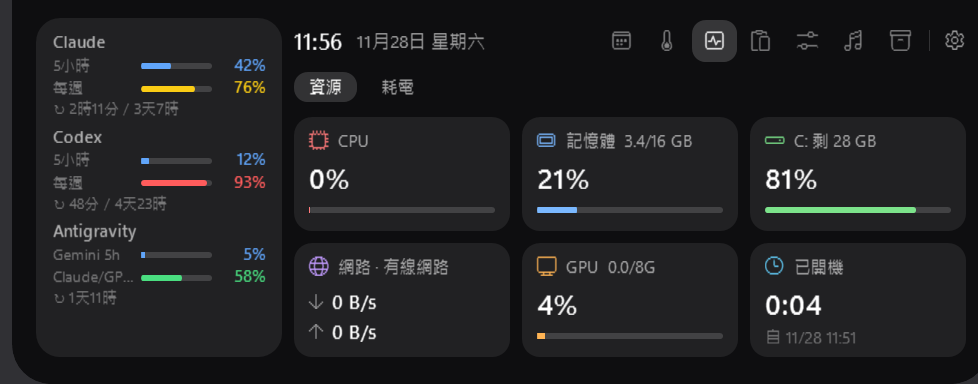 Claude
5小時 42%
每週 76%
↻ 2時11分 / 3天7時
Codex
5小時 12%
每週 93%
↻ 48分 / 4天23時
Antigravity
Gemini 5h 5%
Claude/GP... 58%
↻ 1天11時
11:56 11月28日 星期六
資源 耗電
CPU
0%
記憶體 3.4/16 GB
21%
C: 剩 28 GB
81%
網路 · 有線網路
↓ 0 B/s
↑ 0 B/s
GPU 0.0/8G
4%
已開機
0:04
自 11/28 11:51